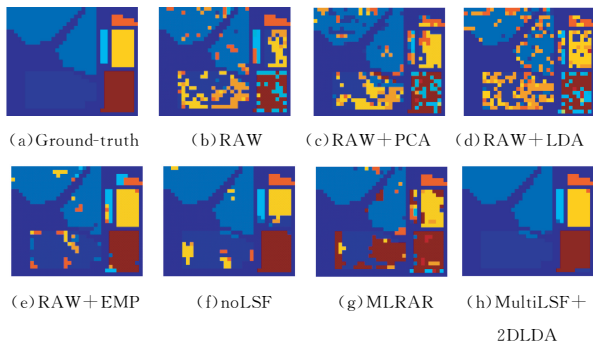 (a)Ground-truth
(b)RAW
(c)RAW+PCA
(d)RAW+LDA
(e)RAW+EMP
(f)noLSF
(g)MLRAR
(h)MultiLSF+
2DLDA